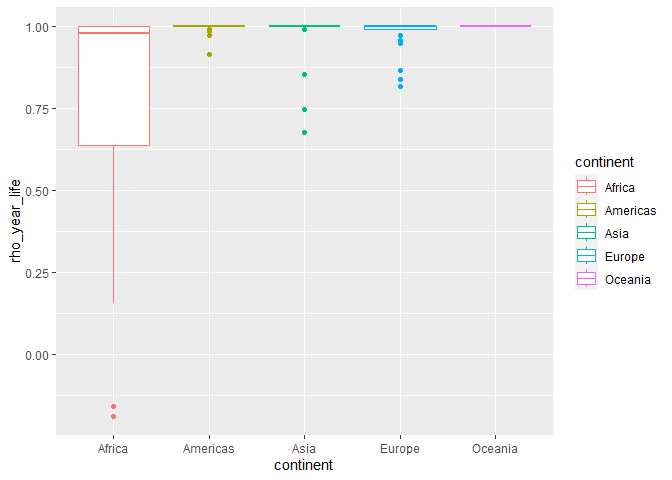 1.00
0.75
0.50
0.25
0.00
rho_year_life
Africa
Americas
Asia
Europe
Oceania
continent
continent
Africa
Americas
Asia
Europe
Oceania